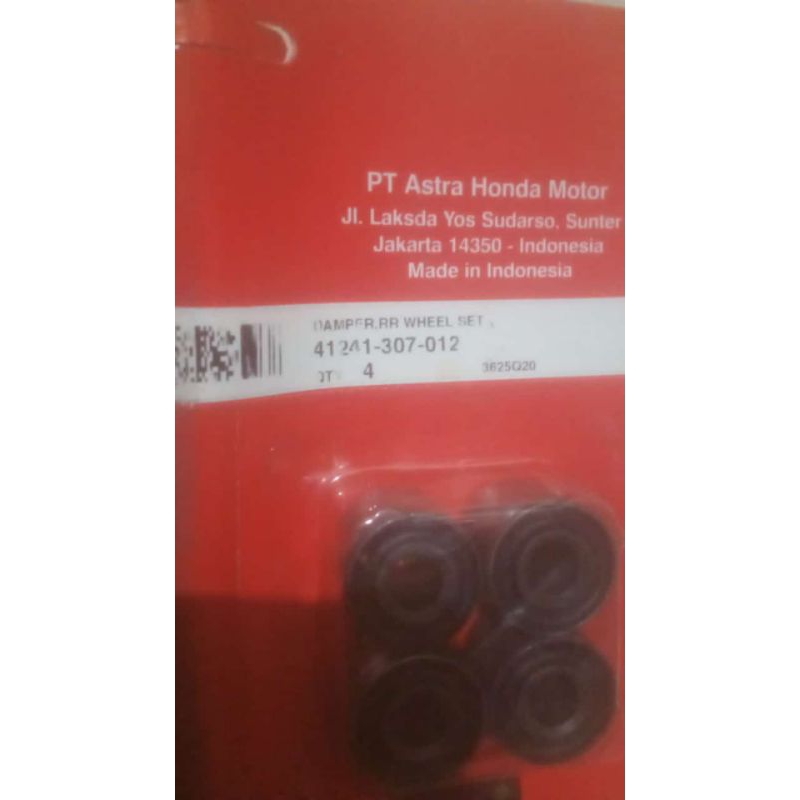 PT Astra Honda Motor
Jl. Laksda Yos Sudarso, Sunter
Jakarta 14350 - Indonesia
Made in Indonesia
DAMPER,RR WHEEL SET
41241-307-012
4
3625Q20